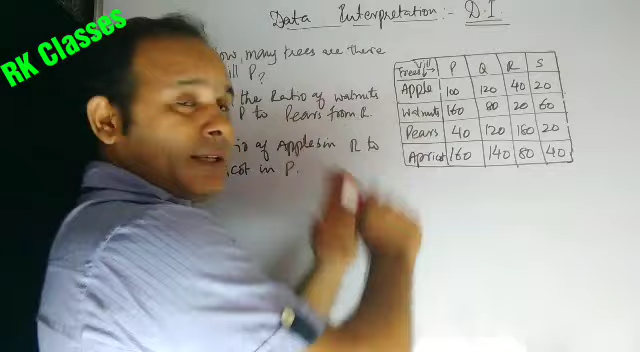 RK Classes
Data Interpretation :- D.I
How many trees are there
Vill P?
the Ratio of walnuts
P to Pears from R.
io of Apples in R to
cot in P.
Trees Vill P Q R S
Apple 100 120 40 20
Walnuts 160 80 20 60
Pears 40 120 180 20
Apricot 160 140 80 40